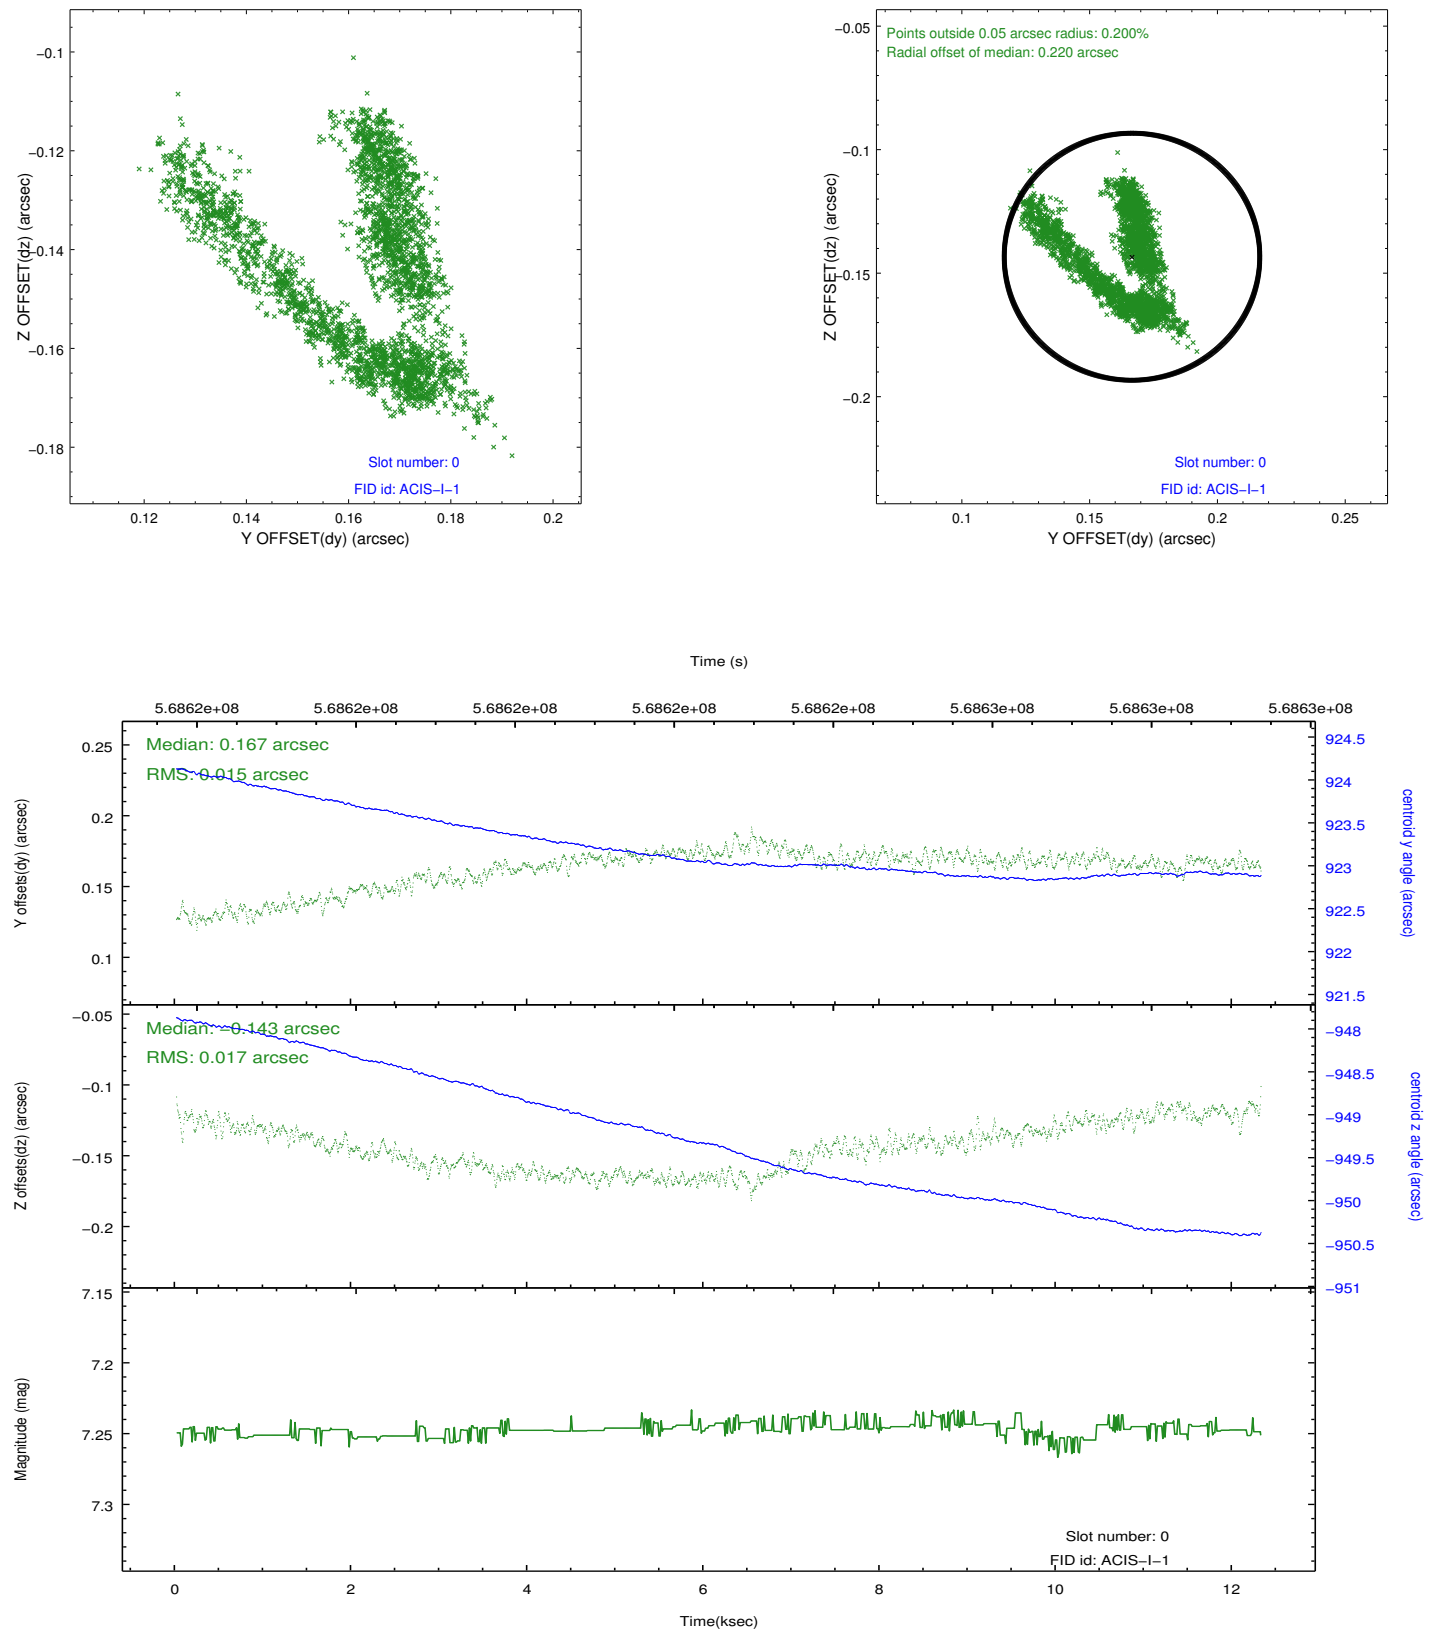 −0.1
−0.12
−0.14
−0.16
−0.18
Z OFFSET(dz) (arcsec)
0.12 0.14 0.16 0.18 0.2
Y OFFSET(dy) (arcsec)
Slot number: 0
FID id: ACIS−I−1
Points outside 0.05 arcsec radius: 0.200%
Radial offset of median: 0.220 arcsec
−0.05
−0.1
−0.15
−0.2
Z OFFSET(dz) (arcsec)
0.1 0.15 0.2 0.25
Y OFFSET(dy) (arcsec)
Slot number: 0
FID id: ACIS−I−1
Time (s)
5.6862e+08 5.6862e+08 5.6862e+08 5.6862e+08 5.6862e+08 5.6863e+08 5.6863e+08 5.6863e+08
Median: 0.167 arcsec
RMS: 0.015 arcsec
0.25
0.2
0.15
0.1
Y offsets(dy) (arcsec)
924.5
924
923.5
923
922.5
922
921.5
centroid y angle (arcsec)
Median: −0.143 arcsec
RMS: 0.017 arcsec
−0.05
−0.1
−0.15
−0.2
Z offsets(dz) (arcsec)
−948
−948.5
−949
−949.5
−950
−950.5
−951
centroid z angle (arcsec)
7.15
7.2
7.25
7.3
Magnitude (mag)
Slot number: 0
FID id: ACIS−I−1
0 2 4 6 8 10 12
Time(ksec)